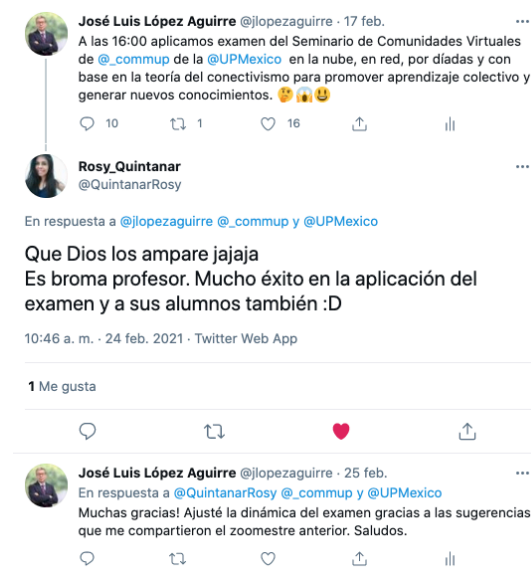 José Luis López Aguirre @jlopezaguirre · 17 feb.
A las 16:00 aplicamos examen del Seminario de Comunidades Virtuales
de @_commup de la @UPMexico en la nube, en red, por díadas y con
base en la teoría del conectivismo para promover aprendizaje colectivo y
generar nuevos conocimientos. 🤔😱😃
10 1 16
Rosy_Quintanar
@QuintanarRosy
En respuesta a @jlopezaguirre @_commup y @UPMexico
Que Dios los ampare jajaja
Es broma profesor. Mucho éxito en la aplicación del
examen y a sus alumnos también :D
10:46 a. m. · 24 feb. 2021 · Twitter Web App
1 Me gusta
José Luis López Aguirre @jlopezaguirre · 25 feb.
En respuesta a @QuintanarRosy @_commup y @UPMexico
Muchas gracias! Ajusté la dinámica del examen gracias a las sugerencias
que me compartieron el zoomestre anterior. Saludos.